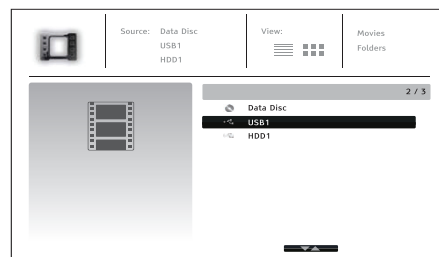 Source: Data Disc
USB1
HDD1
View:
Movies
Folders
2 / 3
Data Disc
USB1
HDD1